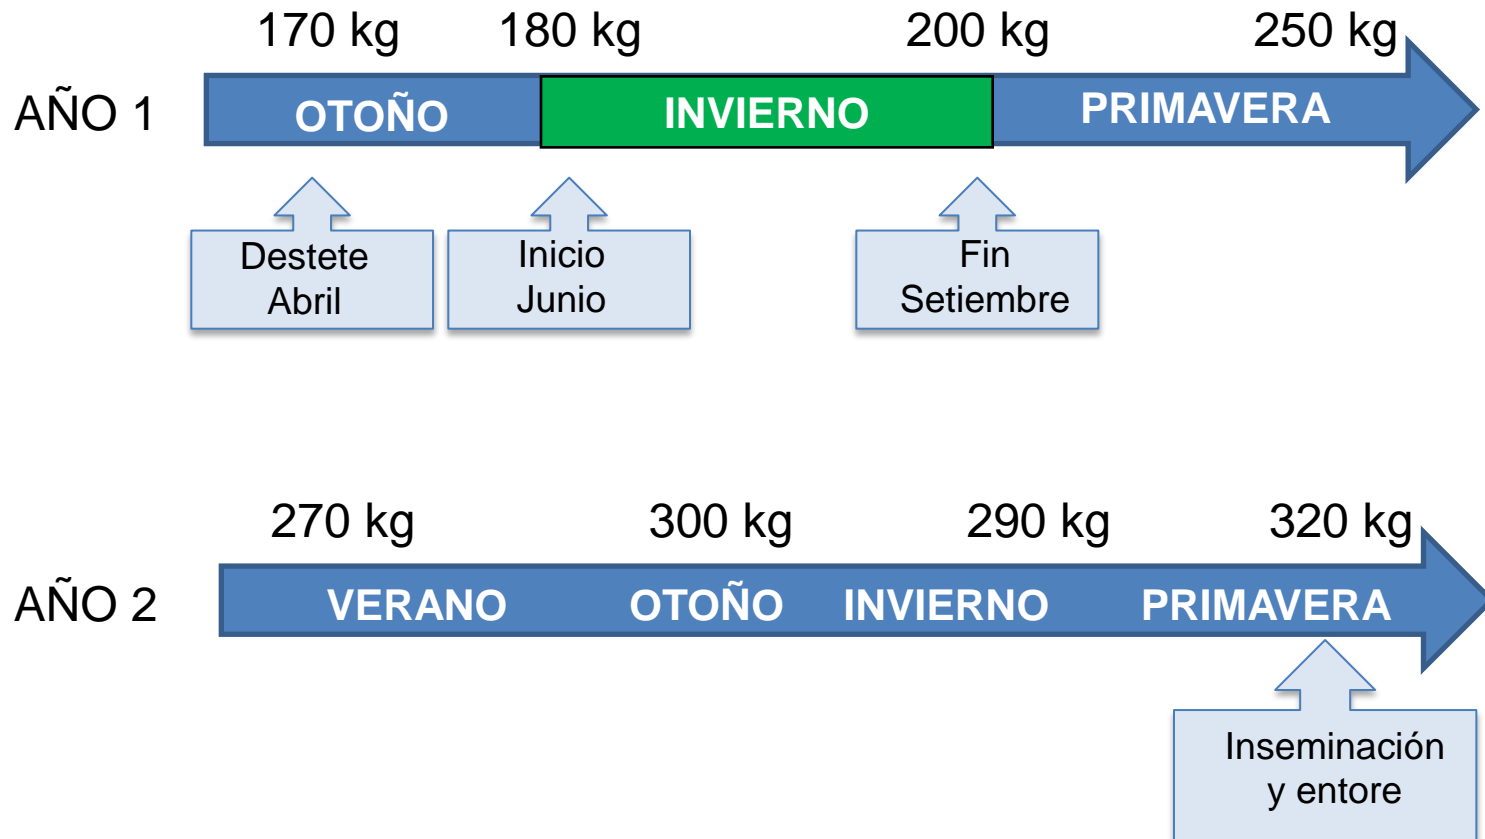 170 kg 180 kg 200 kg 250 kg
AÑO 1 OTOÑO INVIERNO PRIMAVERA
Destete
Abril
Inicio
Junio
Fin
Setiembre
270 kg 300 kg 290 kg 320 kg
AÑO 2 VERANO OTOÑO INVIERNO PRIMAVERA
Inseminación
y entore